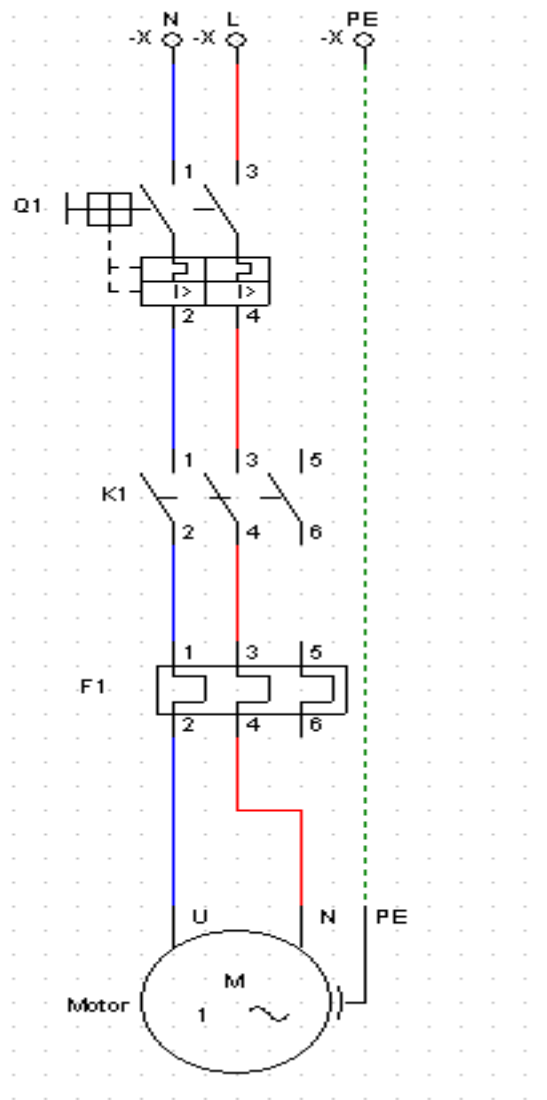 N L PE
-X -X -X
1 3
Q1
I> I>
2 4
1 3 5
K1
2 4 6
1 3 5
F1
2 4 6
U N PE
M
Motor 1